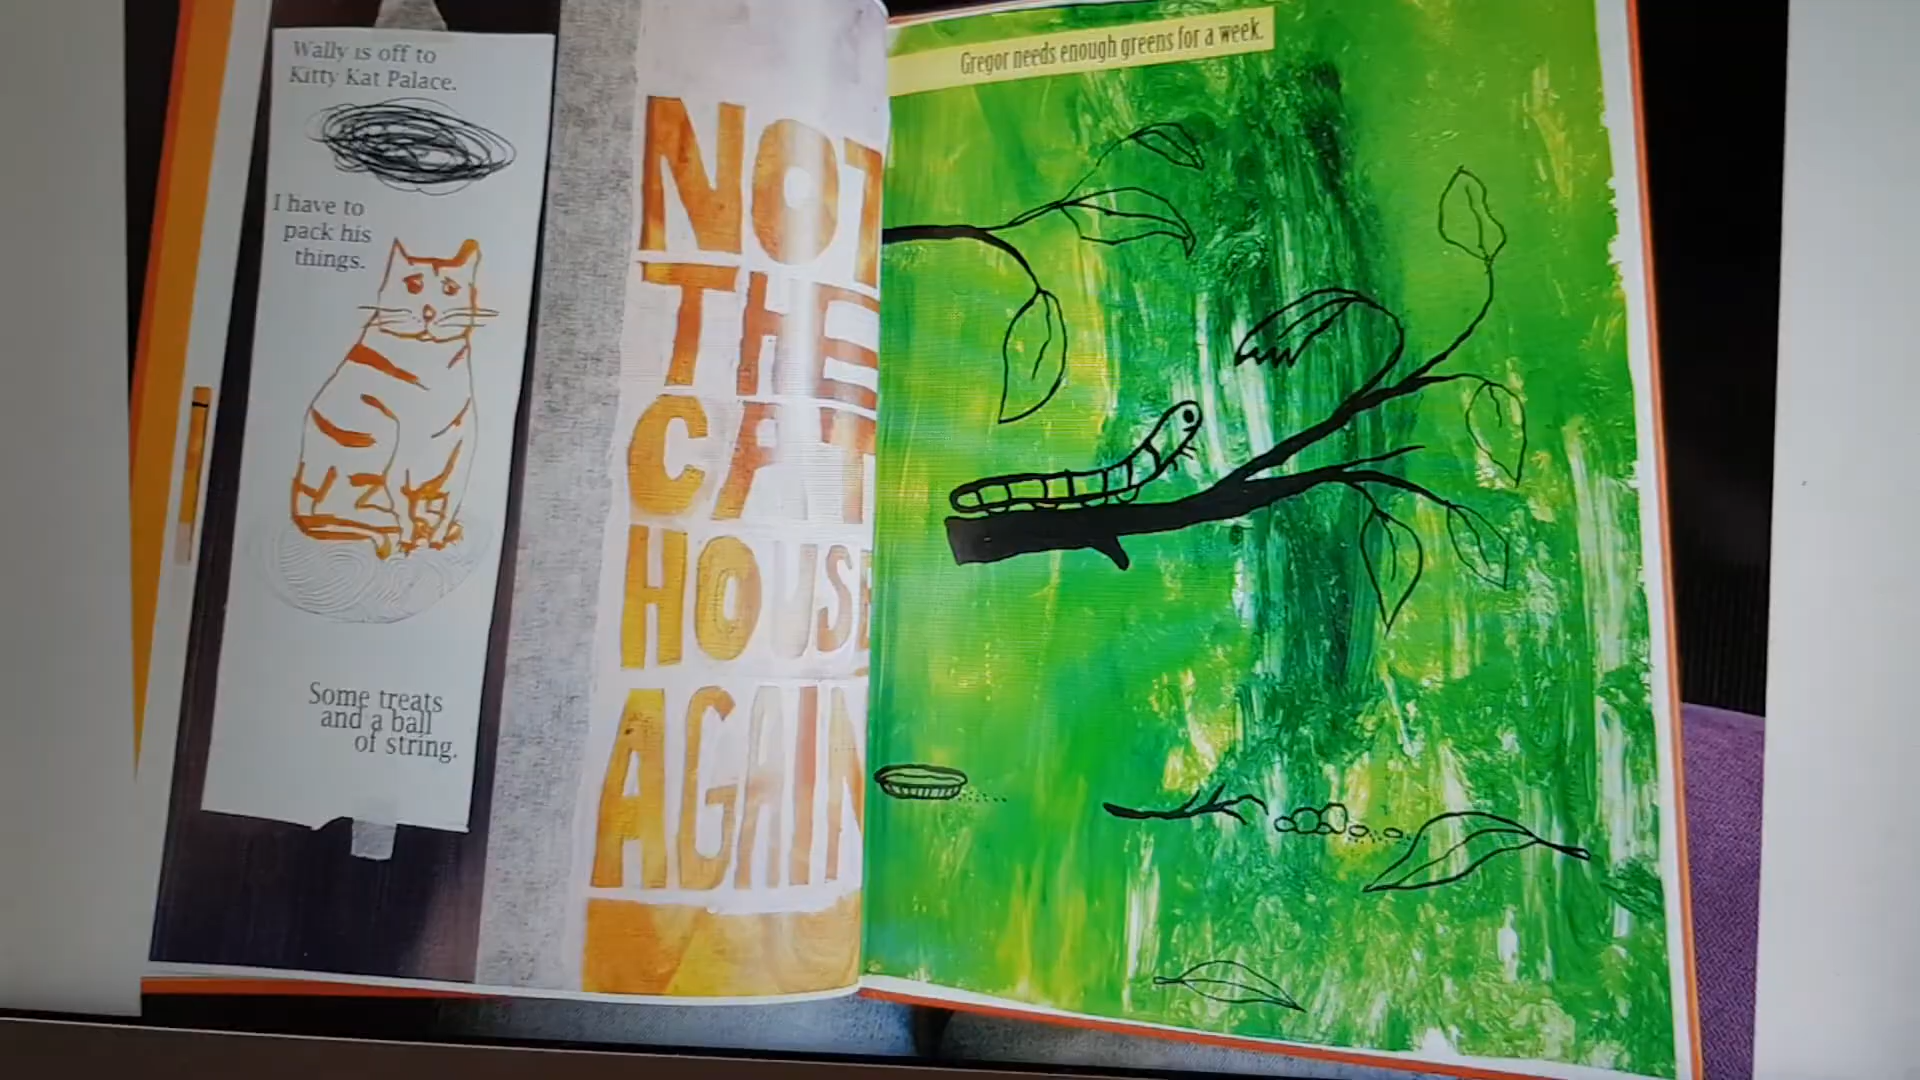 Wally is off to
Kitty Kat Palace.
I have to
pack his
things.
Some treats
and a ball
of string.
NOT
THE
CAT
HOUSE
AGAIN
Gregor needs enough greens for a week.